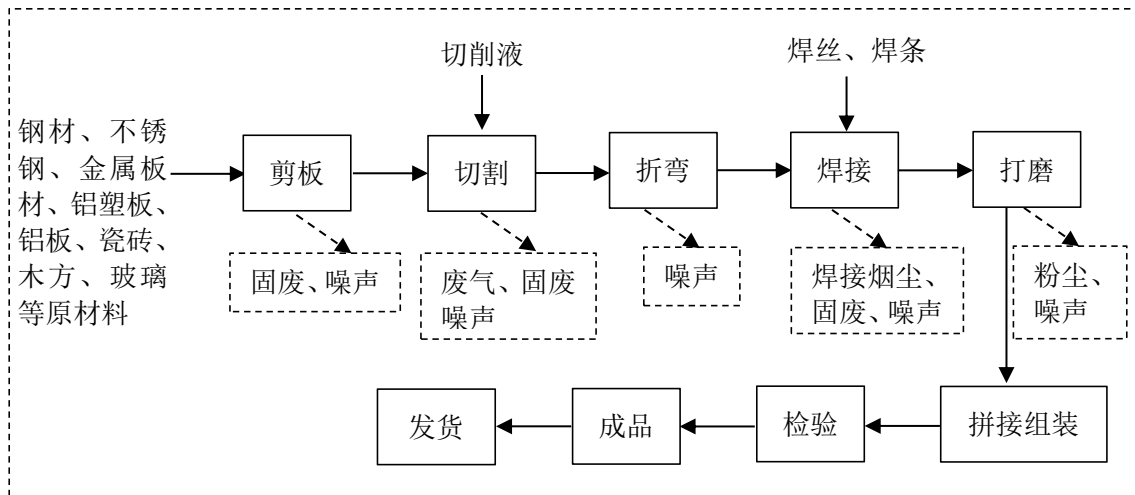 切削液
焊丝、焊条
钢材、不锈
钢、金属板
材、铝塑板、
铝板、瓷砖、
木方、玻璃
等原材料
剪板
切割
折弯
焊接
打磨
固废、噪声
废气、固废
噪声
噪声
焊接烟尘、
固废、噪声
粉尘、
噪声
发货
成品
检验
拼接组装